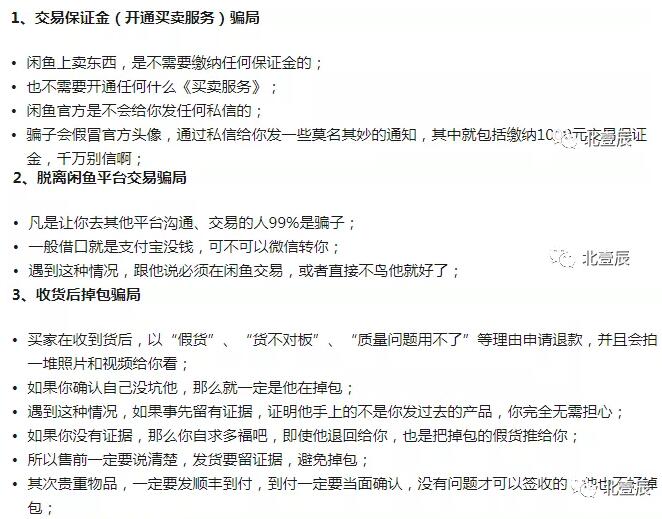 1、交易保证金（开通买卖服务）骗局
• 闲鱼上卖东西，是不需要缴纳任何保证金的；
• 也不需要开通任何什么《买卖服务》；
• 闲鱼官方是不会给你发任何私信的；
• 骗子会假冒官方头像，通过私信给你发一些莫名其妙的通知，其中就包括缴纳10 元交易保证
金，千万别信啊；
北壹辰
2、脱离闲鱼平台交易骗局
• 凡是让你去其他平台沟通、交易的人99%是骗子；
• 一般借口就是支付宝没钱，可不可以微信转你；
北壹辰
• 遇到这种情况，跟他说必须在闲鱼交易，或者直接不鸟他就好了；
3、收货后掉包骗局
• 买家在收到货后，以“假货”、“货不对板”、“质量问题用不了”等理由申请退款，并且会拍
一堆照片和视频给你看；
• 如果你确认自己没坑他，那么就一定是他在掉包；
• 遇到这种情况，如果事先留有证据，证明他手上的不是你发过去的产品，你完全无需担心；
• 如果你没有证据，那么你自求多福吧，即使他退回给你，也是把掉包的假货推给你；
• 所以售前一定要说清楚，发货要留证据，避免掉包；
• 其次贵重物品，一定要发顺丰到付，到付一定要当面确认，没有问题才可以签收的，他也不好掉
包；
北壹辰